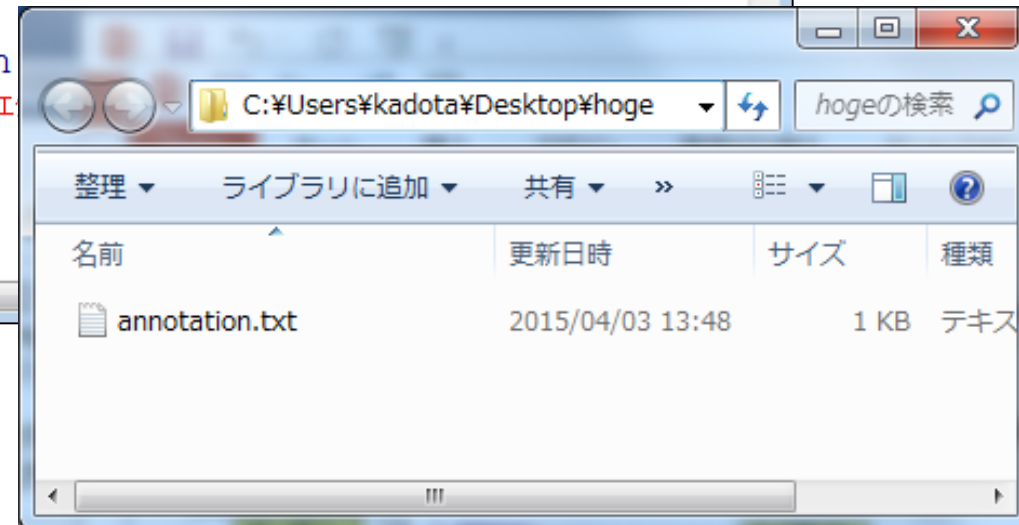 C:¥Users¥kadota¥Desktop¥hoge
hogeの検索
整理 ライブラリに追加 共有 »
名前 更新日時 サイズ 種類
annotation.txt 2015/04/03 13:48 1 KB テキス